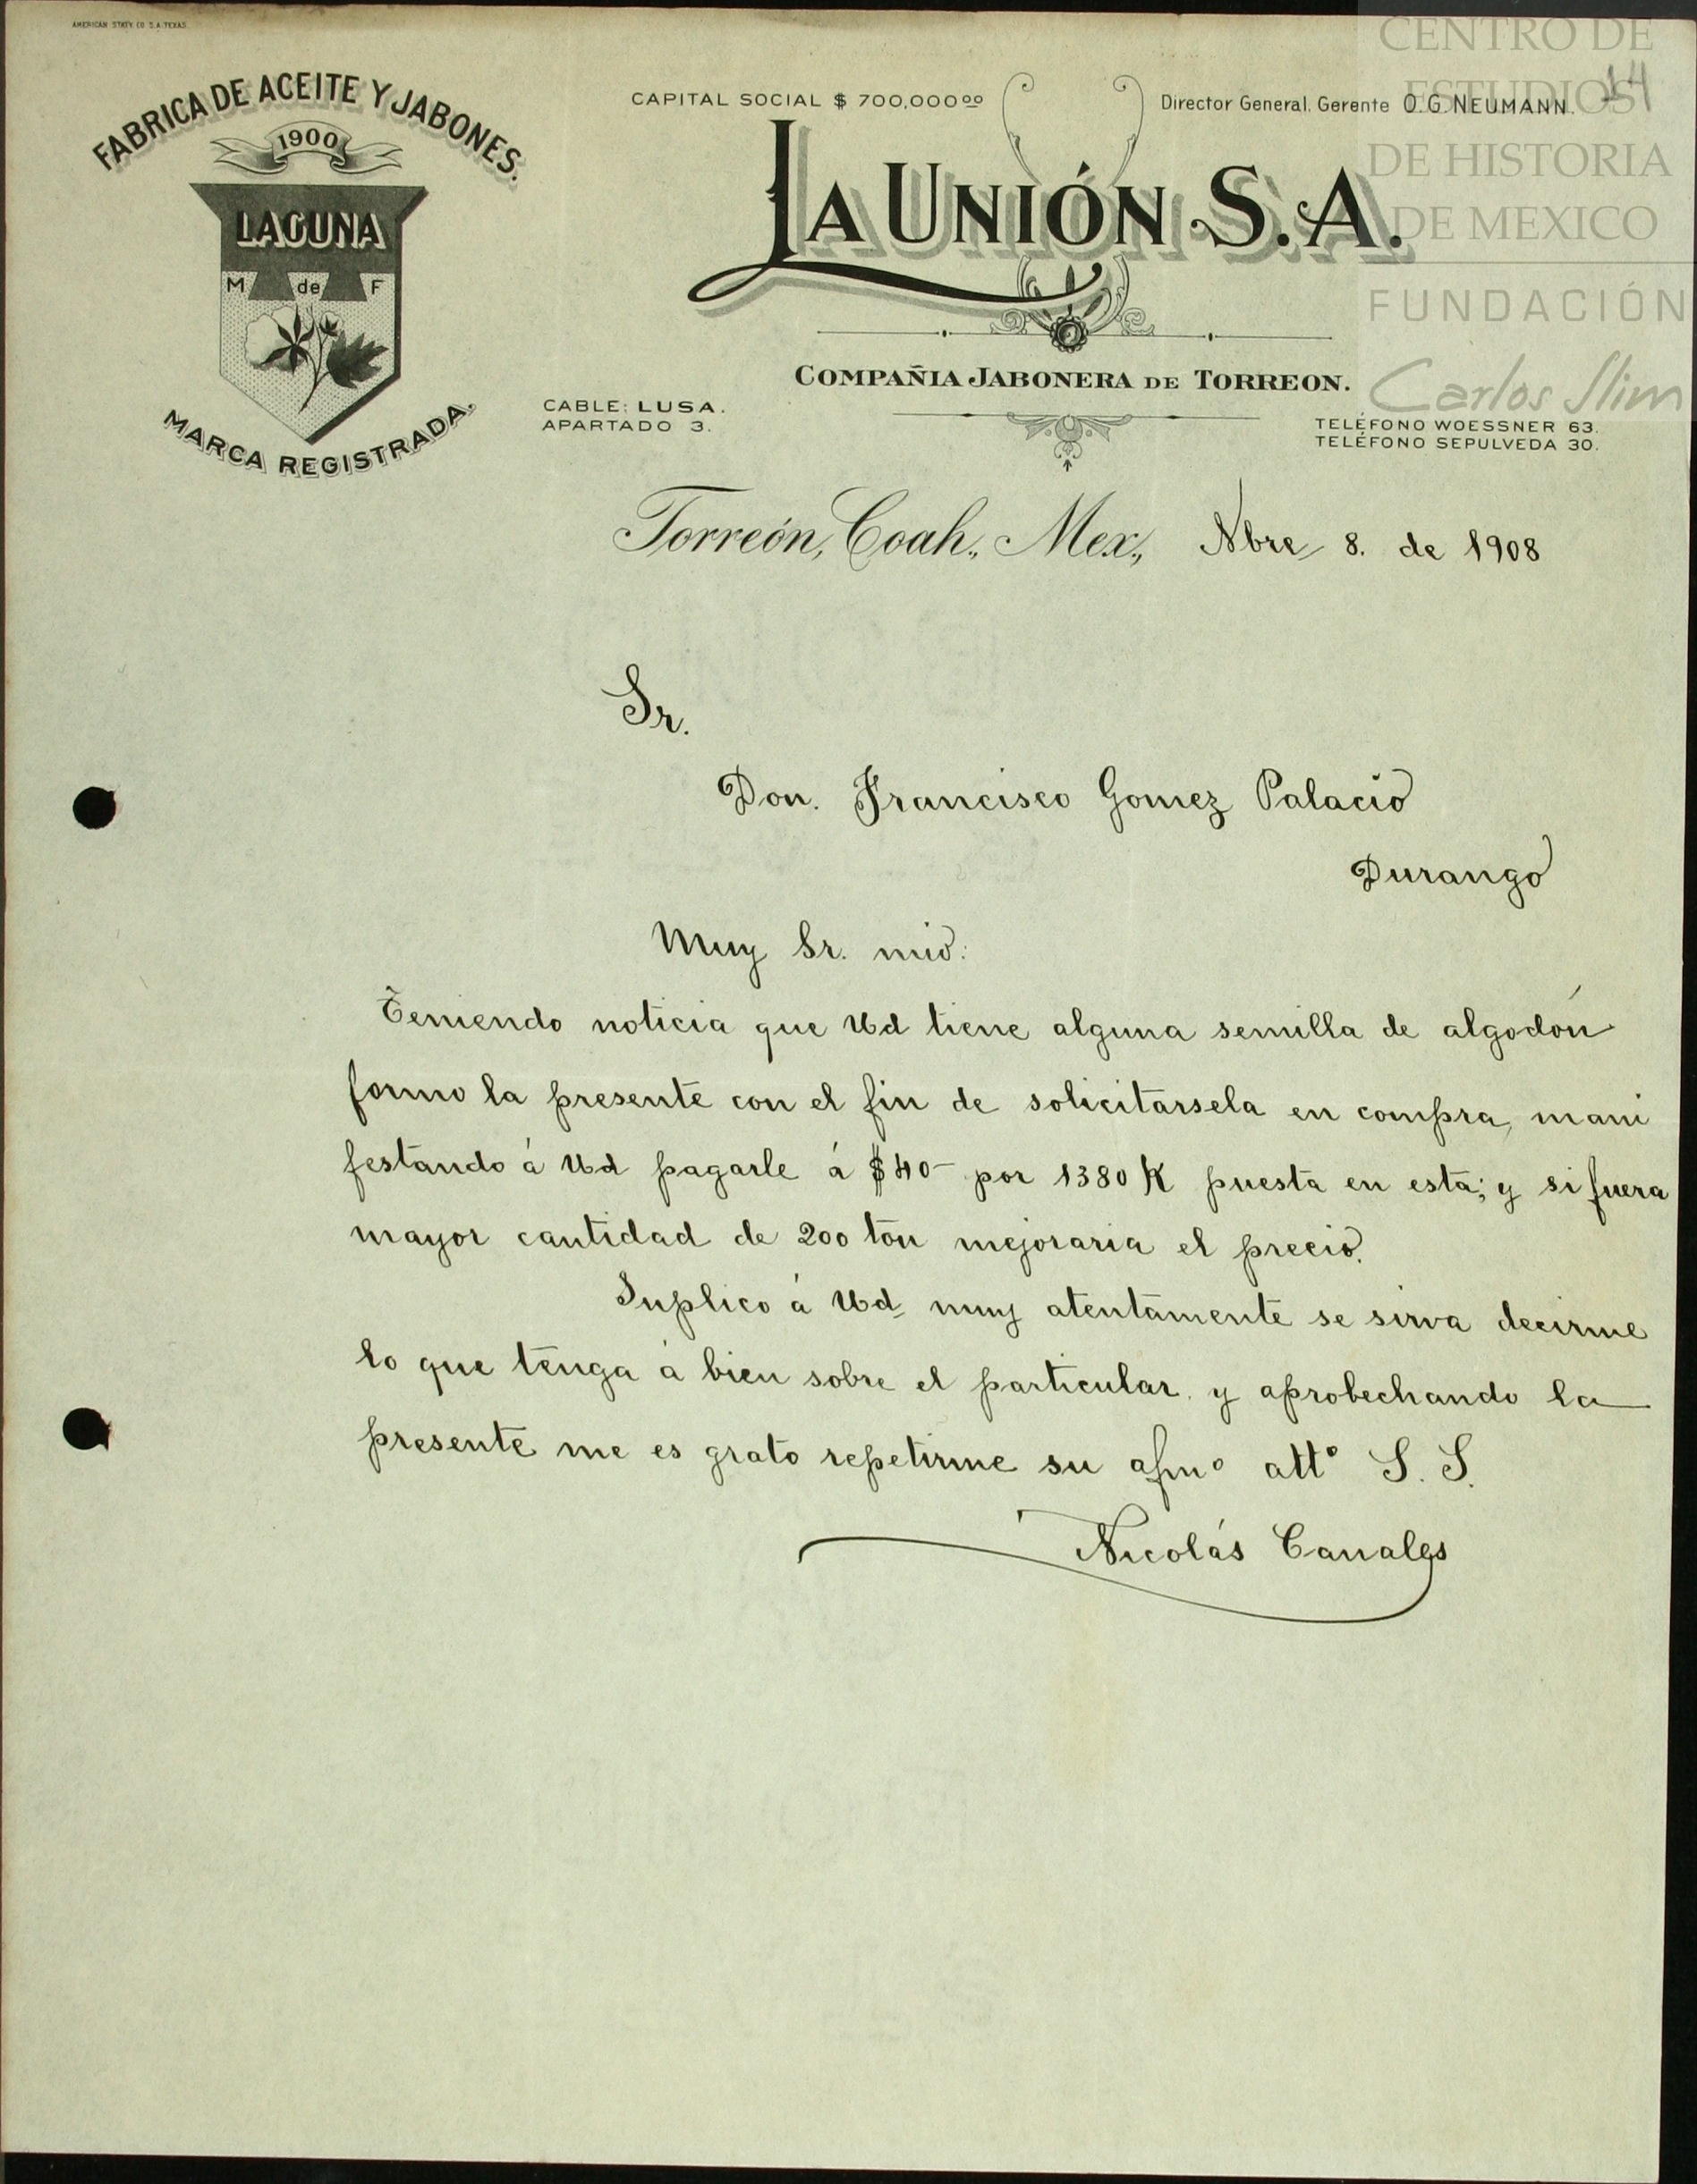 AMERICAN STAT'Y CO S.A. TEXAS.
FABRICA DE ACEITE Y JABONES.
1900
LAGUNA
M de F
MARCA REGISTRADA.
CAPITAL SOCIAL $ 700,000⁰⁰
Director General. Gerente O.G. NEUMANN.
14
LA UNIÓN S.A.
COMPAÑIA JABONERA DE TORREON.
CABLE: LUSA.
APARTADO 3.
TELÉFONO WOESSNER 63.
TELÉFONO SEPULVEDA 30.
CENTRO DE
ESTUDIOS
DE HISTORIA
DE MEXICO
FUNDACIÓN
Carlos Slim
Torreón, Coah., Mex., Nbre 8. de 1908
Sr.
Don. Francisco Gomez Palacio
Durango
Muy Sr. mio:
Teniendo noticia que Ud tiene alguna semilla de algodón
formo la presente con el fin de solicitarsela en compra, mani
festando á Ud pagarle á $40- por 1380 K puesta en esta; y si fuera
mayor cantidad de 200 ton mejoraria el precio.
Suplico á Ud muy atentamente se sirva decirme
lo que tenga á bien sobre el particular. y aprobechando la
presente me es grato repetirme su afmº attº S. S.
Nicolás Canales